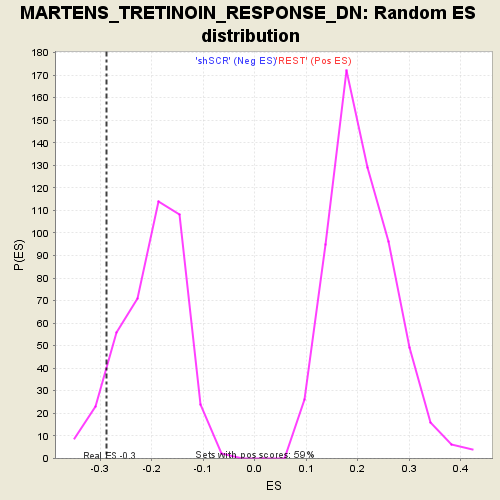 MARTENS_TRETINOIN_RESPONSE_DN: Random ES
distribution
'shSCR' (Neg ES)'REST' (Pos ES)
180
170
160
150
140
130
120
110
100
90
80
70
60
50
40
30
20
10
0
P(ES)
Real ES -0.3
Sets with pos scores: 59%
-0.3 -0.2 -0.1 0.0 0.1 0.2 0.3 0.4
ES